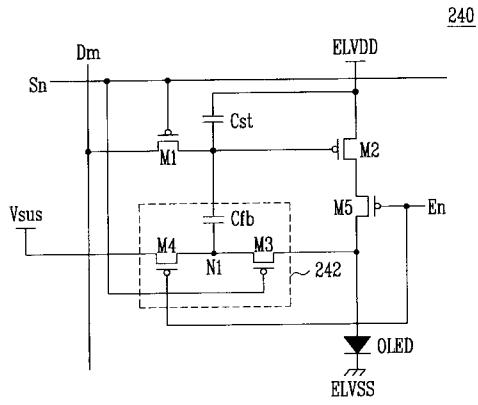 240
Dm
ELVDD
Sn
Cst
M1
M2
M5
En
Vsus
Cfb
M4
M3
N1
242
OLED
ELVSS